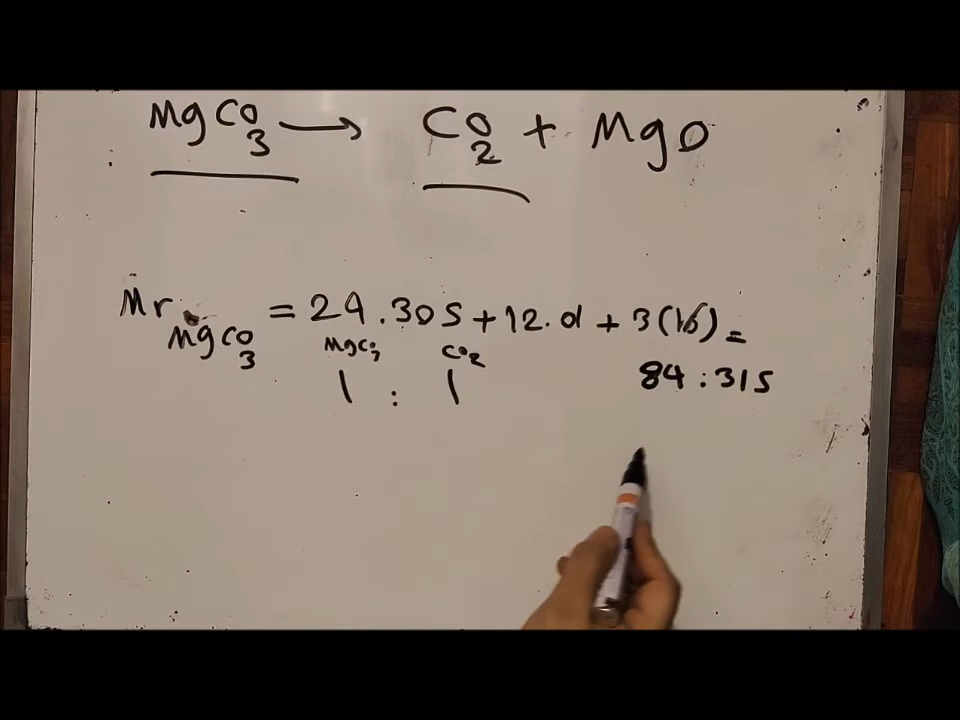 MgCO3 → CO2 + MgO
Mr MgCO3 = 24.305 + 12.01 + 3(16) =
MgCO3 CO2
84.315
1 : 1